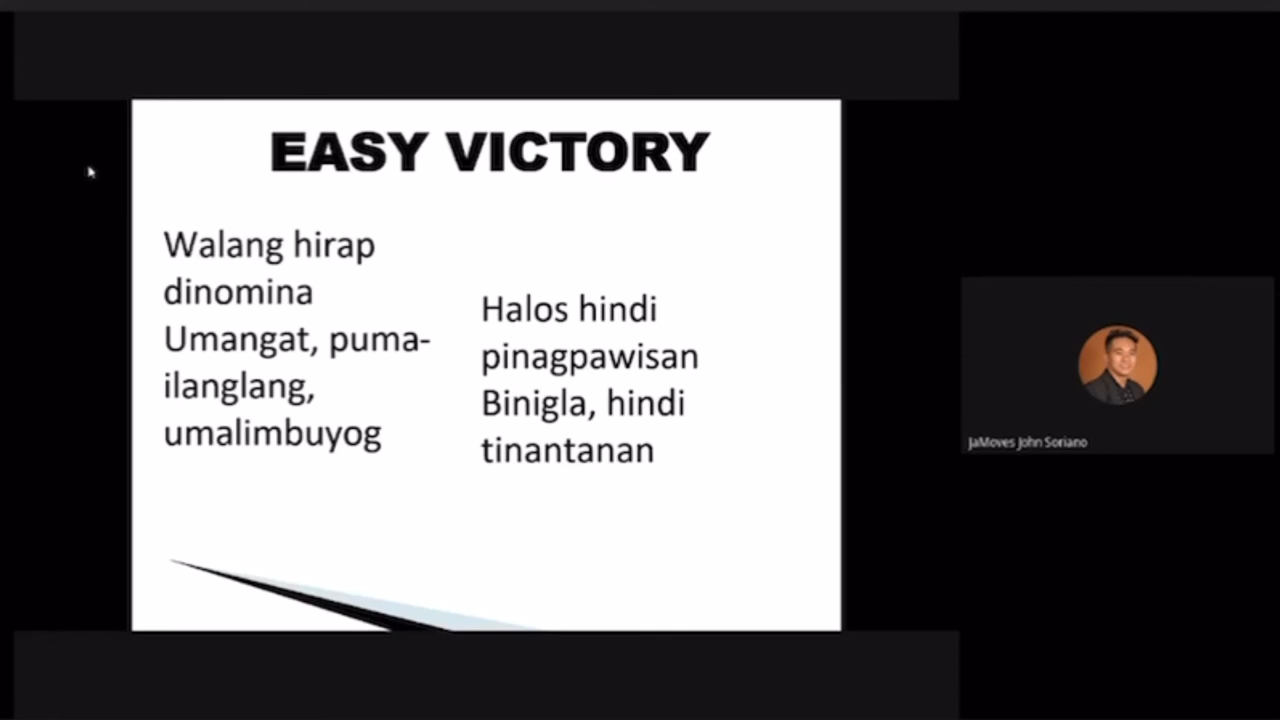 EASY VICTORY
Walang hirap
dinomina
Umangat, puma-
ilanglang,
umalimbuyog
Halos hindi
pinagpawisan
Binigla, hindi
tinantanan
JaMoves John Soriano